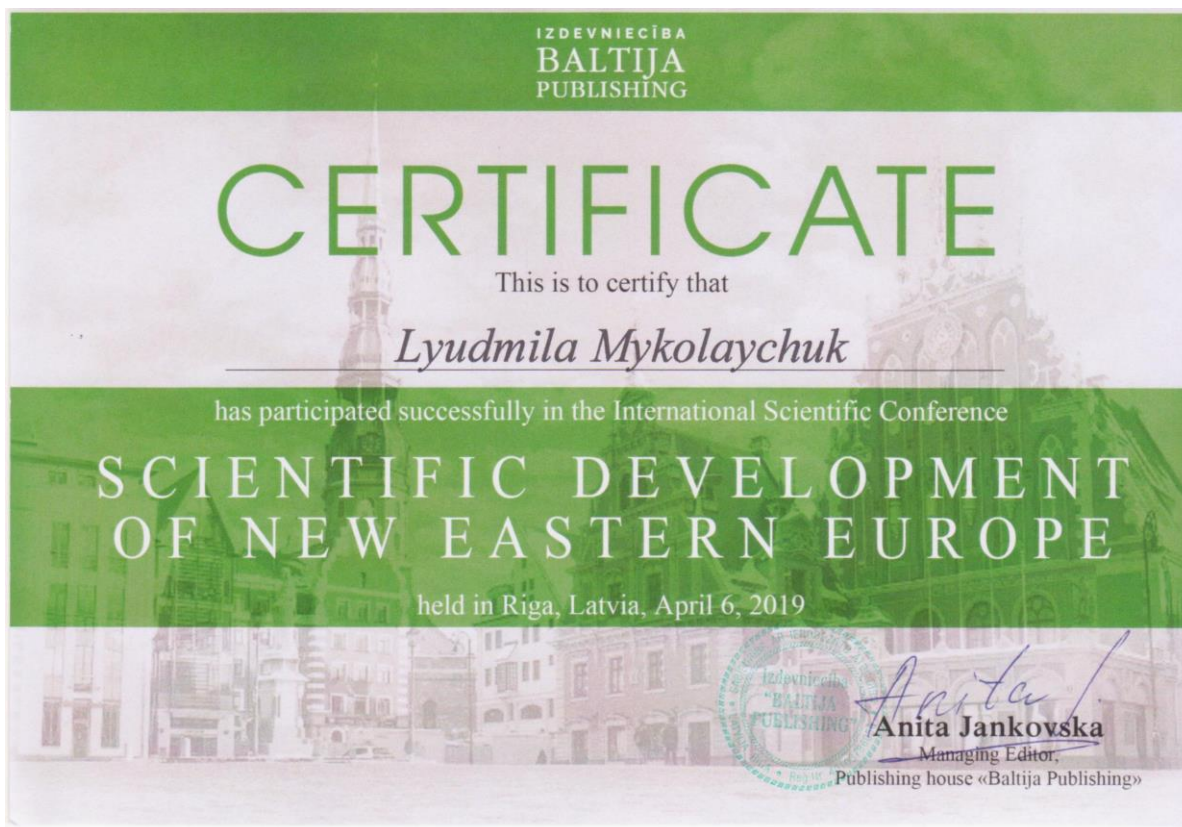 IZDEVNIECĪBA
BALTIJA
PUBLISHING
CERTIFICATE
This is to certify that
Lyudmila Mykolaychuk
has participated successfully in the International Scientific Conference
SCIENTIFIC DEVELOPMENT
OF NEW EASTERN EUROPE
held in Riga, Latvia, April 6, 2019
Izdevniecība
"BALTIJA
PUBLISHING"
Anita J.
Anita Jankovska
Managing Editor,
Publishing house «Baltija Publishing»